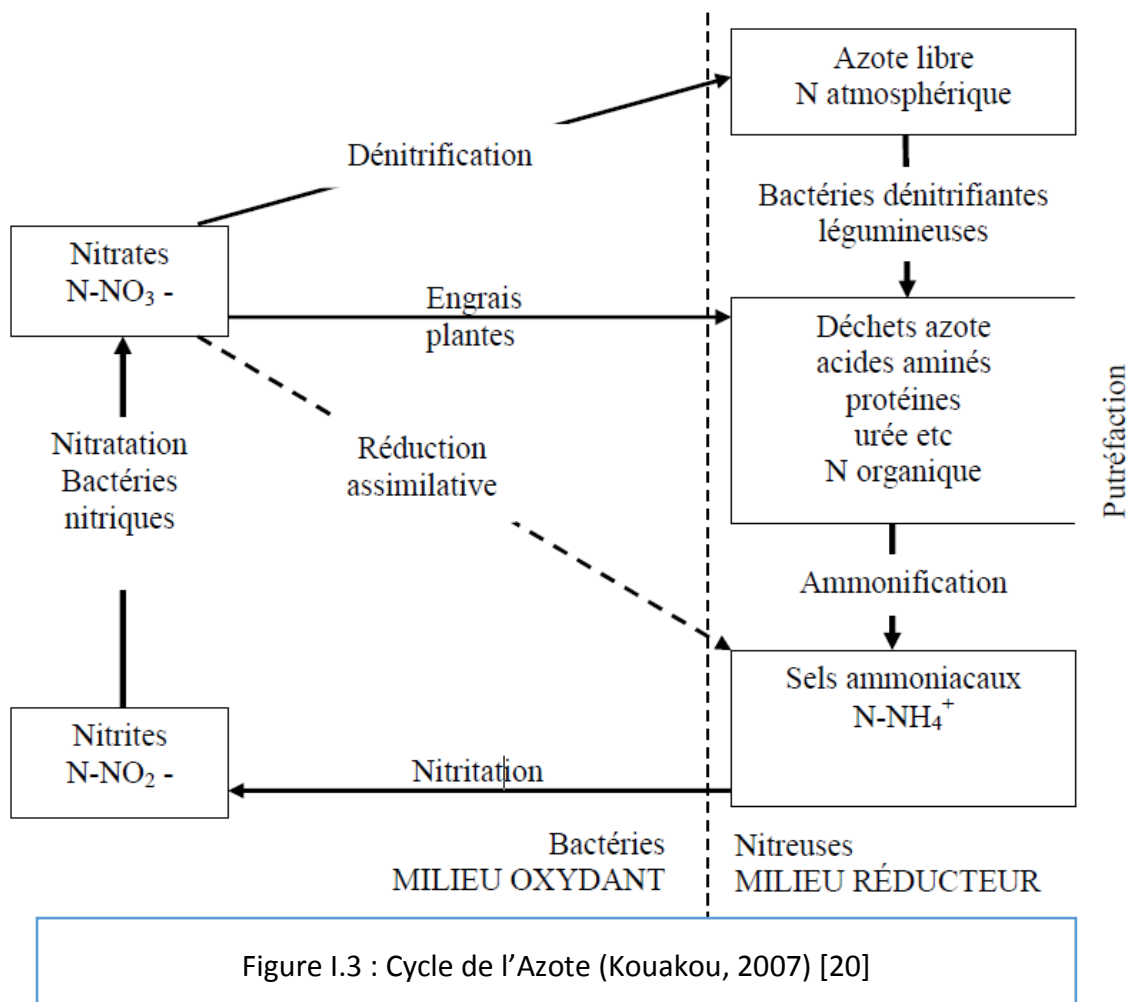 Azote libre
N atmosphérique
Dénitrification
Bactéries dénitrifiantes
légumineuses
Nitrates
N-NO₃ -
Engrais
plantes
Déchets azote
acides aminés
protéines
urée etc
N organique
Putréfaction
Nitratation
Bactéries
nitriques
Réduction
assimilative
Ammonification
Sels ammoniacaux
N-NH₄⁺
Nitrites
N-NO₂ -
Nitritation
Bactéries
MILIEU OXYDANT
Nitreuses
MILIEU RÉDUCTEUR
Figure I.3 : Cycle de l’Azote (Kouakou, 2007) [20]